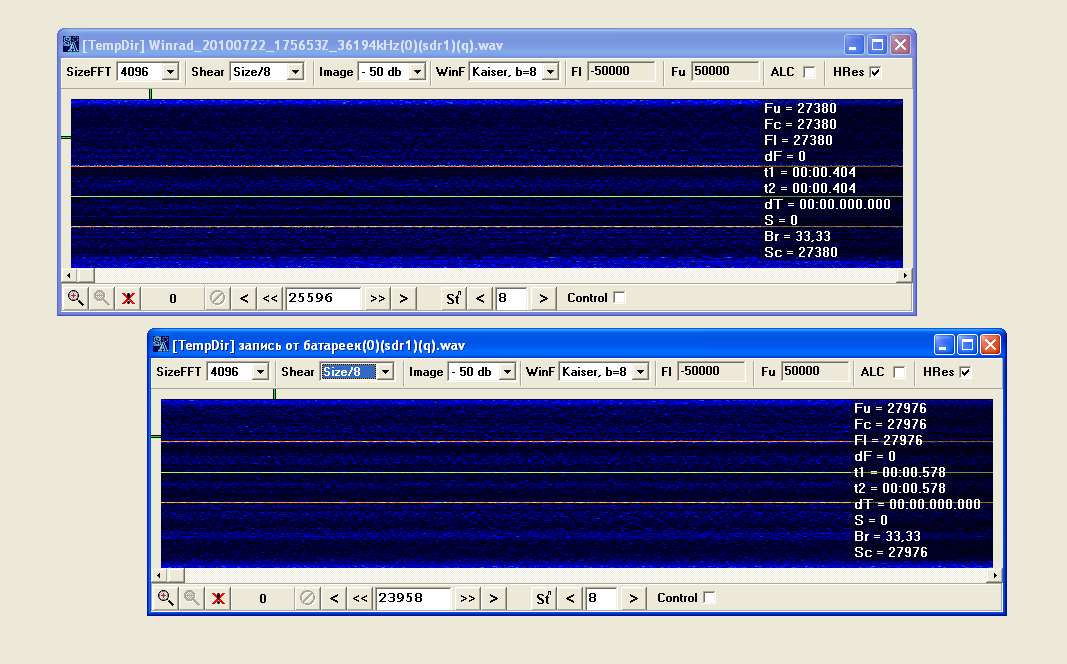 [TempDir] Winrad_20100722_175653Z_36194kHz(0)(sdr1)(q).wav
SizeFFT 4096 Shear Size/8 Image - 50 db WinF Kaiser, b=8 Fl -50000 Fu 50000 ALC HRes
Fu = 27380
Fc = 27380
Fl = 27380
dF = 0
t1 = 00:00.404
t2 = 00:00.404
dT = 00:00.000.000
S = 0
Br = 33,33
Sc = 27380
0 < << 25596 >> > Sf < 8 > Control
[TempDir] запись от батареек(0)(sdr1)(q).wav
SizeFFT 4096 Shear Size/8 Image - 50 db WinF Kaiser, b=8 Fl -50000 Fu 50000 ALC HRes
Fu = 27976
Fc = 27976
Fl = 27976
dF = 0
t1 = 00:00.578
t2 = 00:00.578
dT = 00:00.000.000
S = 0
Br = 33,33
Sc = 27976
0 < << 23958 >> > Sf < 8 > Control